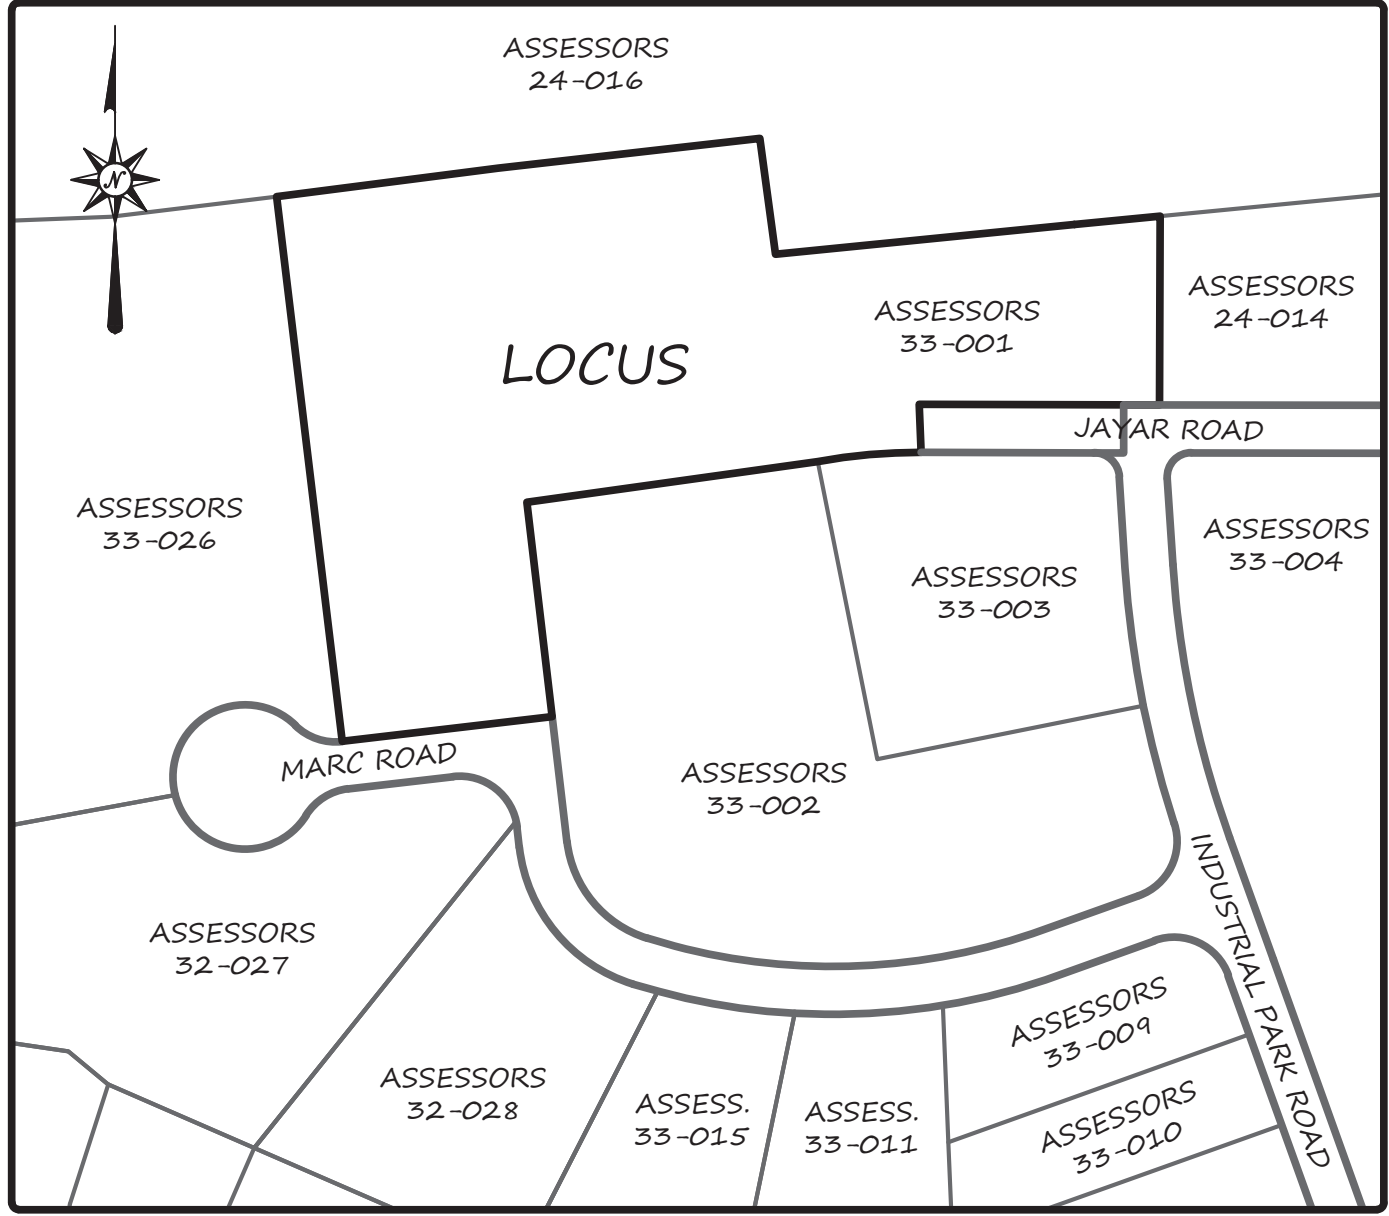 ASSESSORS
24-016
N
ASSESSORS
24-014
ASSESSORS
33-001
LOCUS
JAYAR ROAD
ASSESSORS
33-026
ASSESSORS
33-004
ASSESSORS
33-003
MARC ROAD
ASSESSORS
33-002
INDUSTRIAL PARK ROAD
ASSESSORS
32-027
ASSESSORS
33-009
ASSESSORS
32-028
ASSESS.
33-015
ASSESS.
33-011
ASSESSORS
33-010